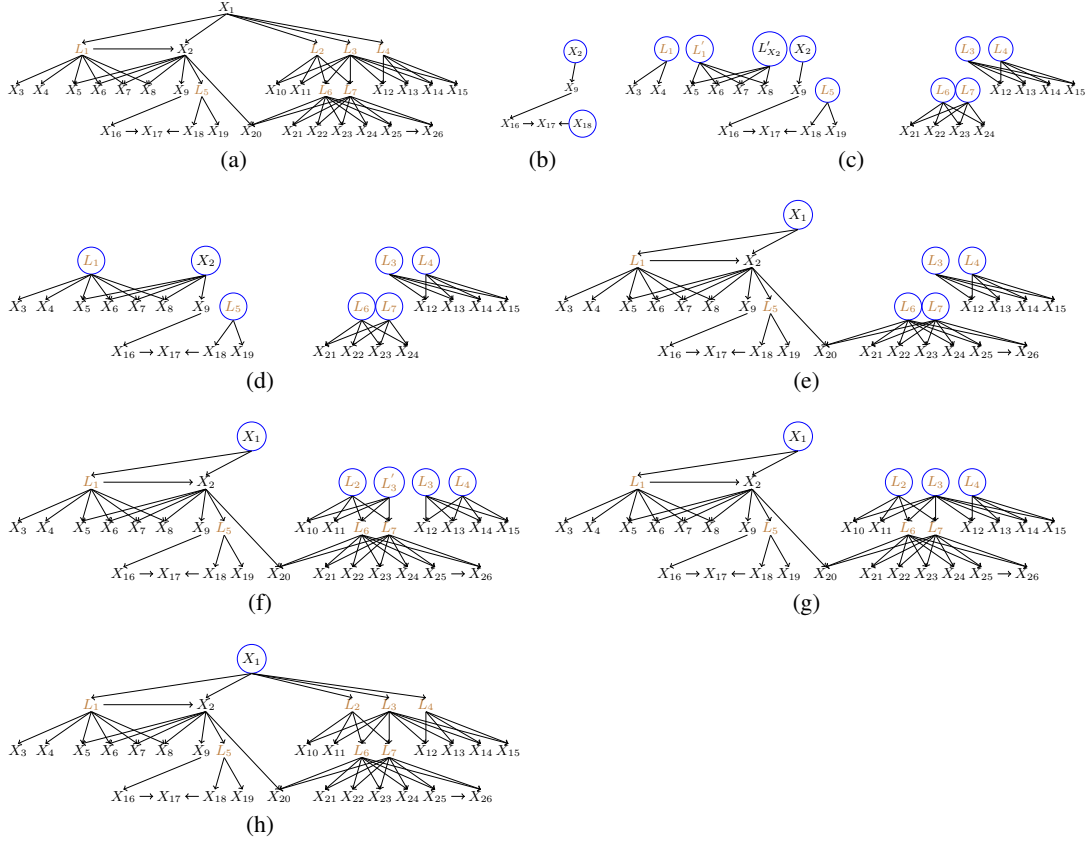 X₁
L₁ X₂ L₂ L₃ L₄
X₃ X₄ X₅ X₆ X₇ X₈ X₉ L₅ X₁₀ X₁₁ L₆ L₇ X₁₂ X₁₃ X₁₄ X₁₅
X₁₆ → X₁₇ ← X₁₈ X₁₉ X₂₀ X₂₁ X₂₂ X₂₃ X₂₄ X₂₅ → X₂₆
(a)
X₂
X₉
X₁₆ → X₁₇ ← X₁₈
(b)
L₁ L₁' L'X₂ X₂ L₃ L₄
X₃ X₄ X₅ X₆ X₇ X₈ X₉ L₅ L₆ L₇ X₁₂ X₁₃ X₁₄ X₁₅
X₁₆ → X₁₇ ← X₁₈ X₁₉ X₂₁ X₂₂ X₂₃ X₂₄
(c)
L₁ X₂ L₃ L₄
X₃ X₄ X₅ X₆ X₇ X₈ X₉ L₅ L₆ L₇ X₁₂ X₁₃ X₁₄ X₁₅
X₁₆ → X₁₇ ← X₁₈ X₁₉ X₂₁ X₂₂ X₂₃ X₂₄
(d)
X₁
L₁ X₂ L₃ L₄
X₃ X₄ X₅ X₆ X₇ X₈ X₉ L₅ L₆ L₇ X₁₂ X₁₃ X₁₄ X₁₅
X₁₆ → X₁₇ ← X₁₈ X₁₉ X₂₀ X₂₁ X₂₂ X₂₃ X₂₄ X₂₅ → X₂₆
(e)
X₁
L₁ X₂ L₂ L₃' L₃ L₄
X₃ X₄ X₅ X₆ X₇ X₈ X₉ L₅ X₁₀ X₁₁ L₆ L₇ X₁₂ X₁₃ X₁₄ X₁₅
X₁₆ → X₁₇ ← X₁₈ X₁₉ X₂₀ X₂₁ X₂₂ X₂₃ X₂₄ X₂₅ → X₂₆
(f)
X₁
L₁ X₂ L₂ L₃ L₄
X₃ X₄ X₅ X₆ X₇ X₈ X₉ L₅ X₁₀ X₁₁ L₆ L₇ X₁₂ X₁₃ X₁₄ X₁₅
X₁₆ → X₁₇ ← X₁₈ X₁₉ X₂₀ X₂₁ X₂₂ X₂₃ X₂₄ X₂�5 → X₂₆
(g)
X₁
L₁ X₂ L₂ L₃ L₄
X₃ X₄ X₅ X₆ X₇ X₈ X₉ L₅ X₁₀ X₁₁ L₆ L₇ X₁₂ X₁₃ X₁₄ X₁₅
X₁₆ → X₁₇ ← X₁₈ X₁₉ X₂₀ X₂₁ X₂₂ X₂₃ X₂₄ X₂₅ → X₂₆
(h)